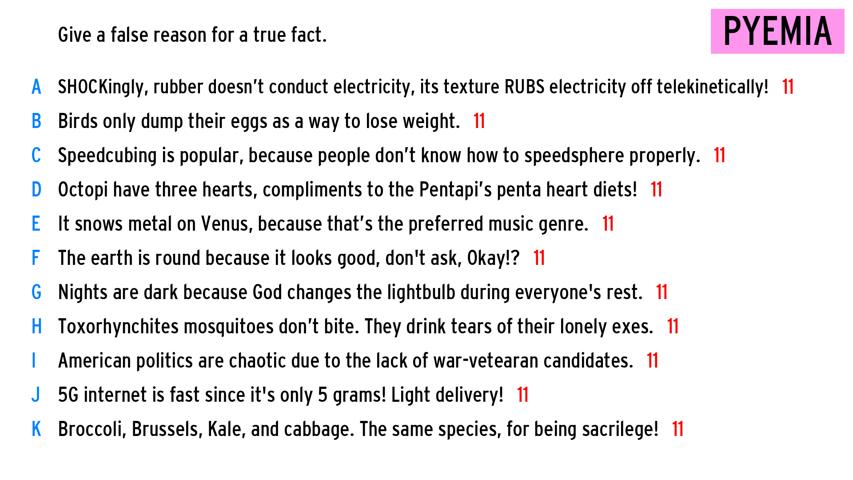 Give a false reason for a true fact.
PYEMIA
A SHOCKingly, rubber doesn't conduct electricity, its texture RUBS electricity off telekinetically! 11
B Birds only dump their eggs as a way to lose weight. 11
C Speedcubing is popular, because people don't know how to speedsphere properly. 11
D Octopi have three hearts, compliments to the Pentapi's penta heart diets! 11
E It snows metal on Venus, because that's the preferred music genre. 11
F The earth is round because it looks good, don't ask, Okay!? 11
G Nights are dark because God changes the lightbulb during everyone's rest. 11
H Toxorhynchites mosquitoes don't bite. They drink tears of their lonely exes. 11
I American politics are chaotic due to the lack of war-vetearan candidates. 11
J 5G internet is fast since it's only 5 grams! Light delivery! 11
K Broccoli, Brussels, Kale, and cabbage. The same species, for being sacrilege! 11